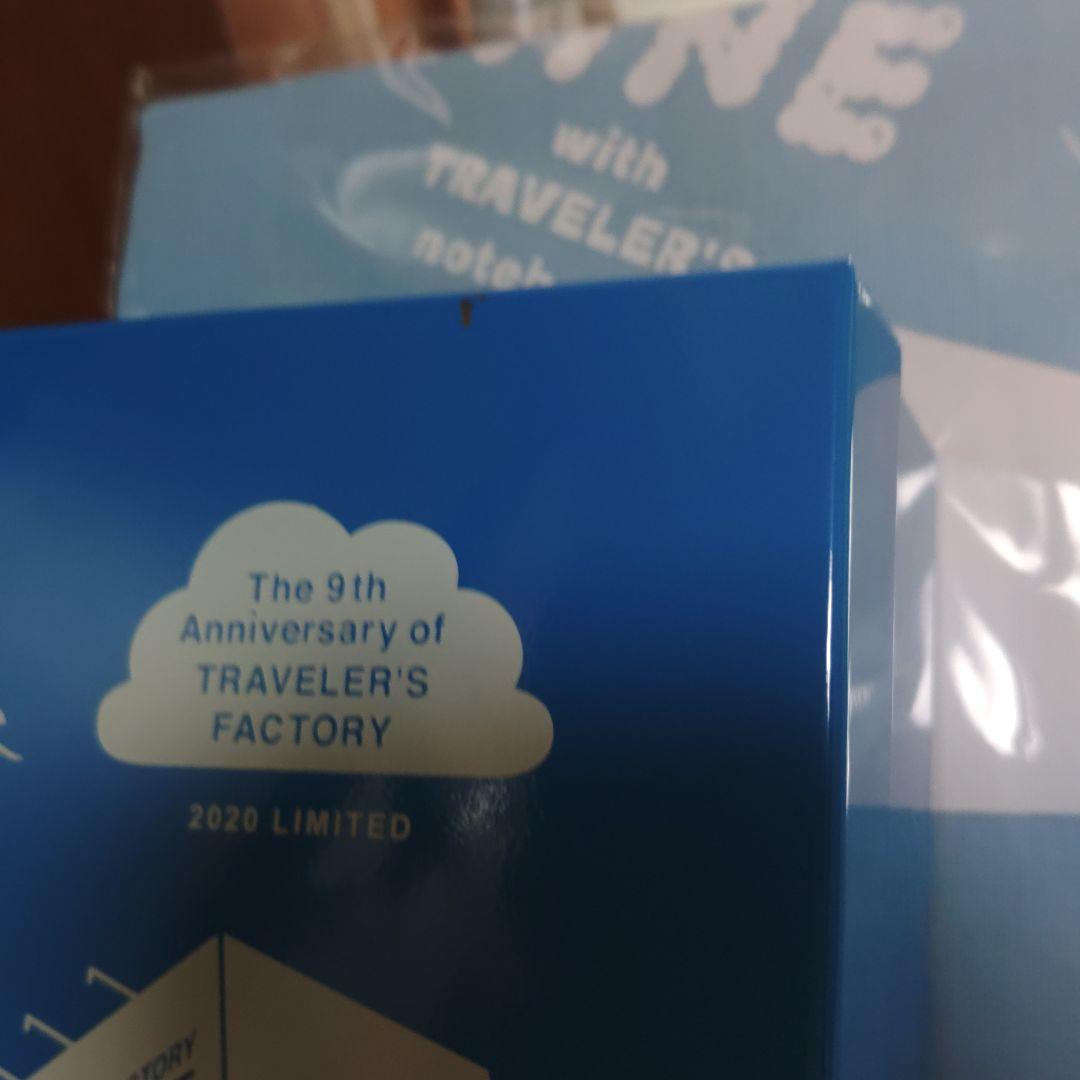 with
TRAVELER'S
The 9th
Anniversary of
TRAVELER'S
FACTORY
2020 LIMITED